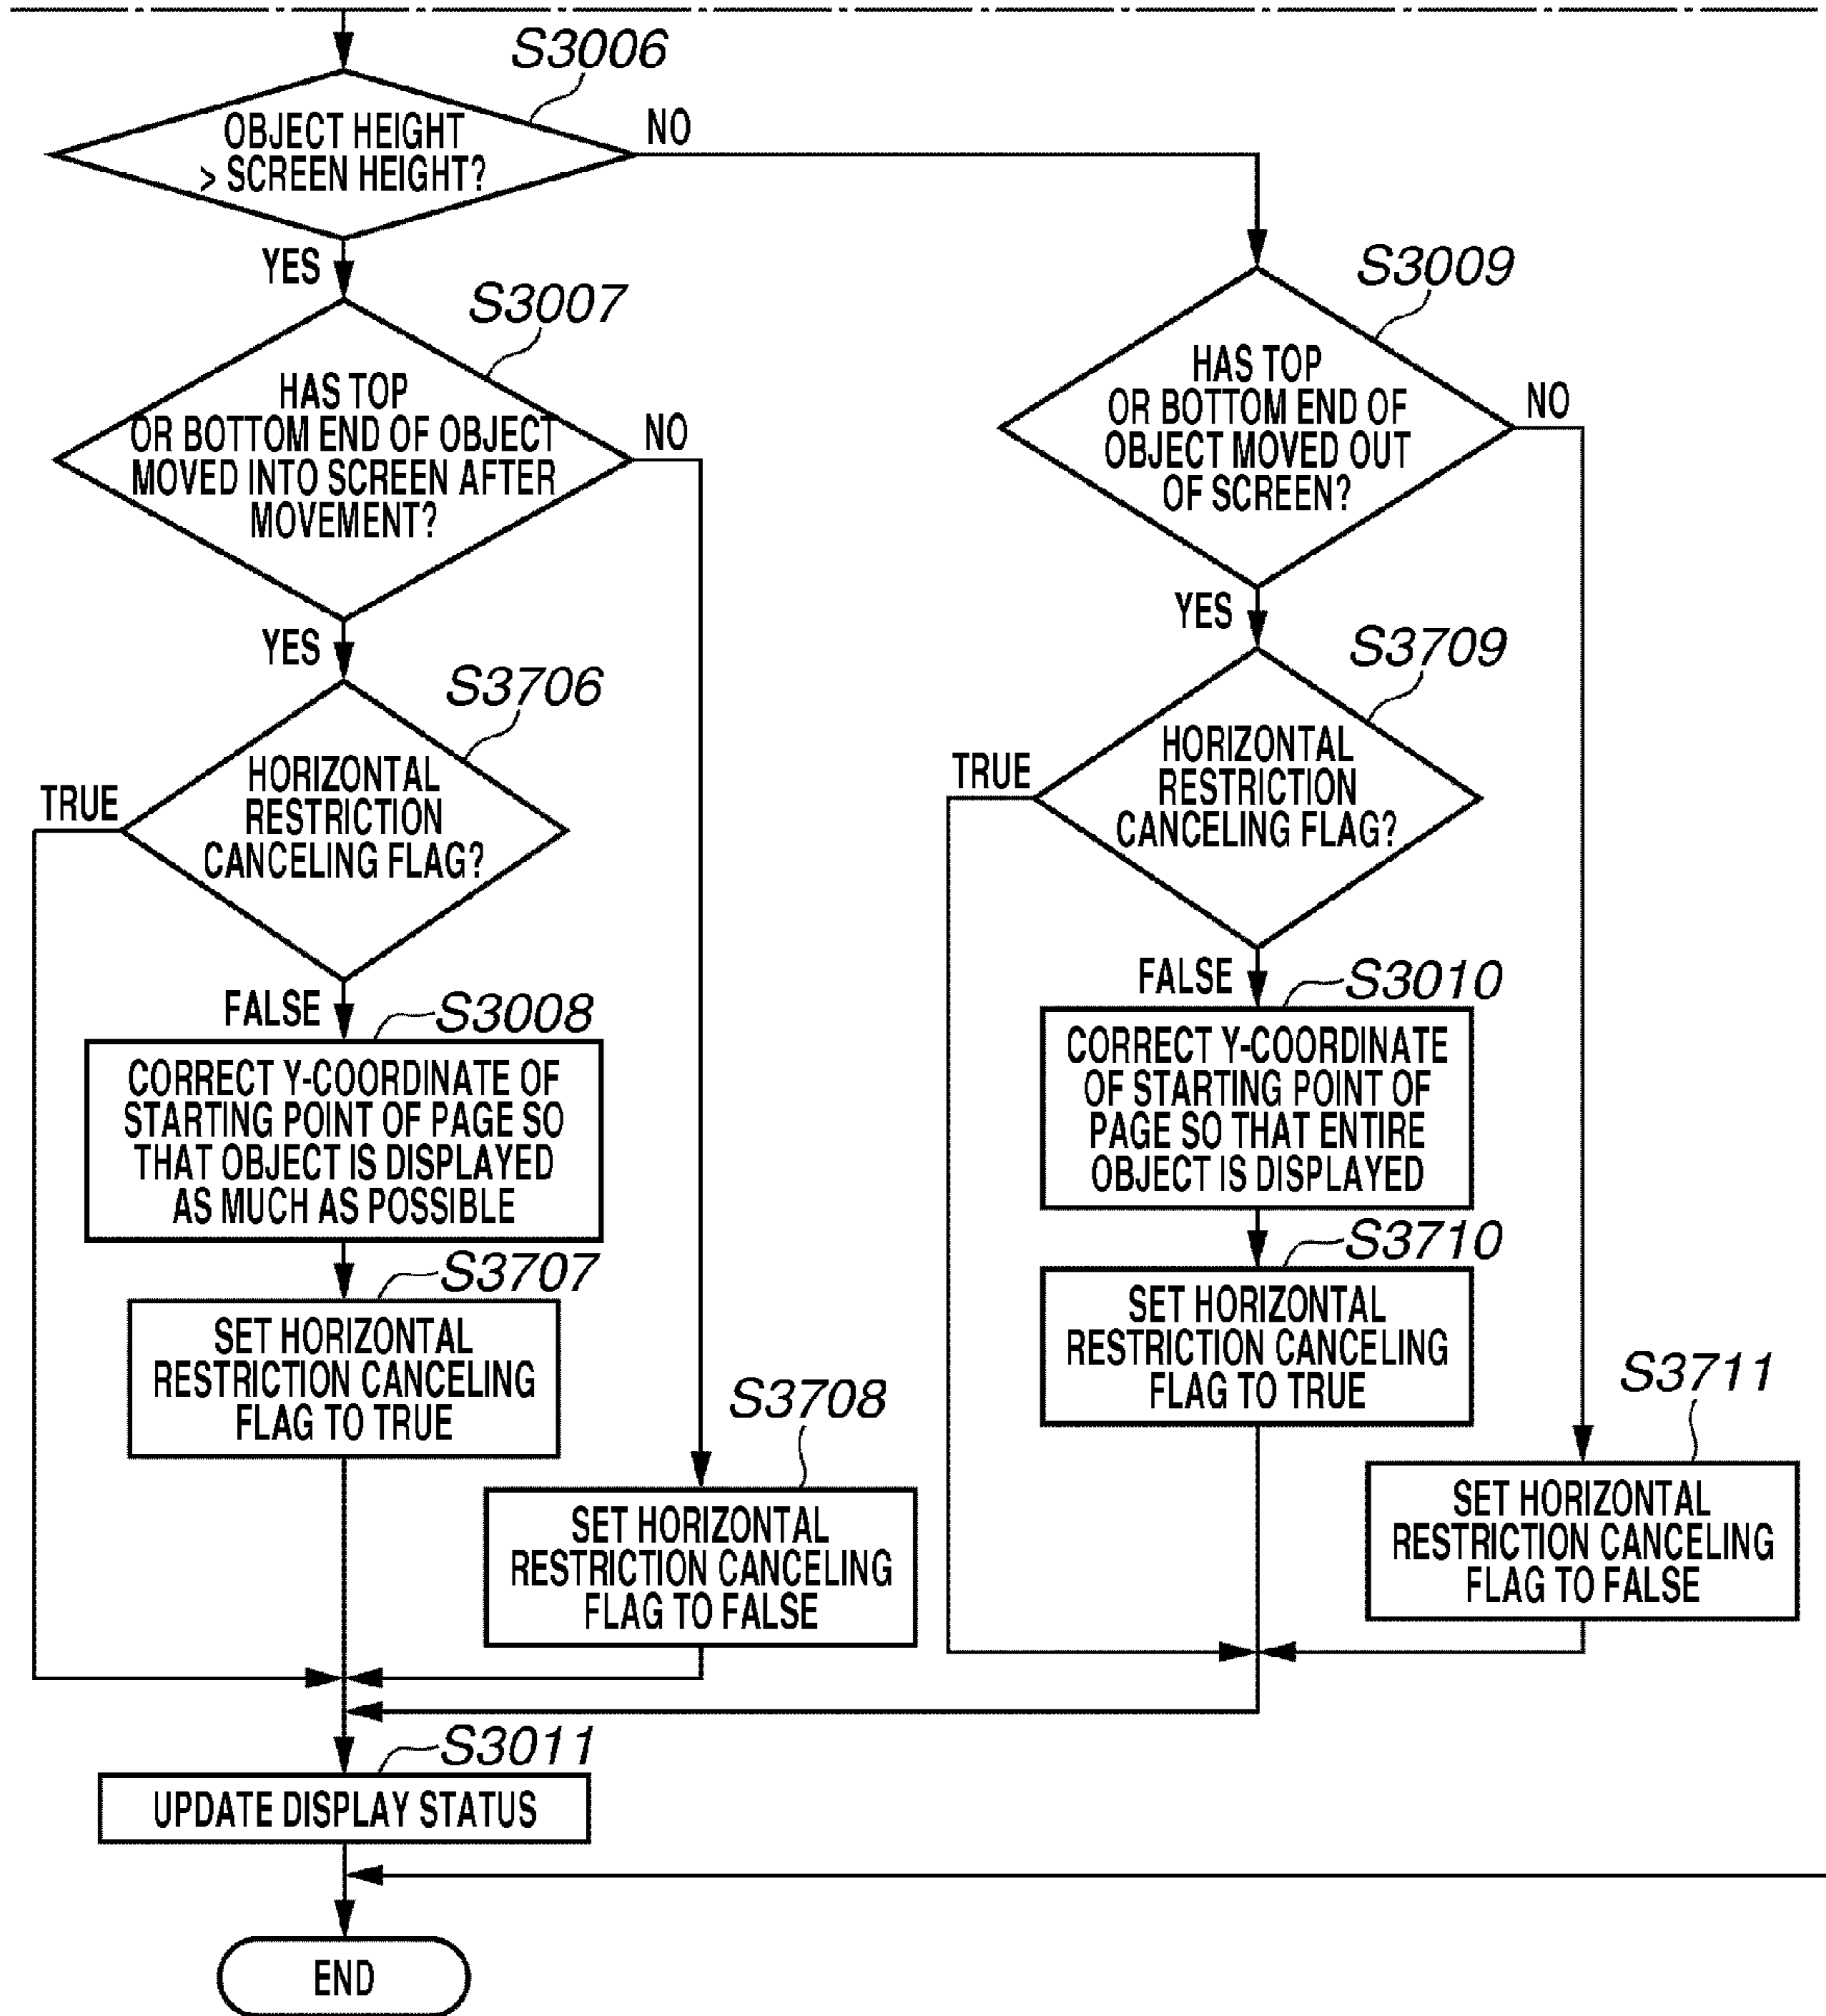 S3006
OBJECT HEIGHT
> SCREEN HEIGHT?
NO
YES
S3007
HAS TOP
OR BOTTOM END OF OBJECT
MOVED INTO SCREEN AFTER
MOVEMENT?
NO
YES
S3706
HORIZONTAL
RESTRICTION
CANCELING FLAG?
TRUE
FALSE
S3008
CORRECT Y-COORDINATE OF
STARTING POINT OF PAGE SO
THAT OBJECT IS DISPLAYED
AS MUCH AS POSSIBLE
S3707
SET HORIZONTAL
RESTRICTION CANCELING
FLAG TO TRUE
S3708
SET HORIZONTAL
RESTRICTION CANCELING
FLAG TO FALSE
S3009
HAS TOP
OR BOTTOM END OF
OBJECT MOVED OUT
OF SCREEN?
NO
YES
S3709
HORIZONTAL
RESTRICTION
CANCELING FLAG?
TRUE
FALSE
S3010
CORRECT Y-COORDINATE
OF STARTING POINT OF
PAGE SO THAT ENTIRE
OBJECT IS DISPLAYED
S3710
SET HORIZONTAL
RESTRICTION CANCELING
FLAG TO TRUE
S3711
SET HORIZONTAL
RESTRICTION CANCELING
FLAG TO FALSE
S3011
UPDATE DISPLAY STATUS
END